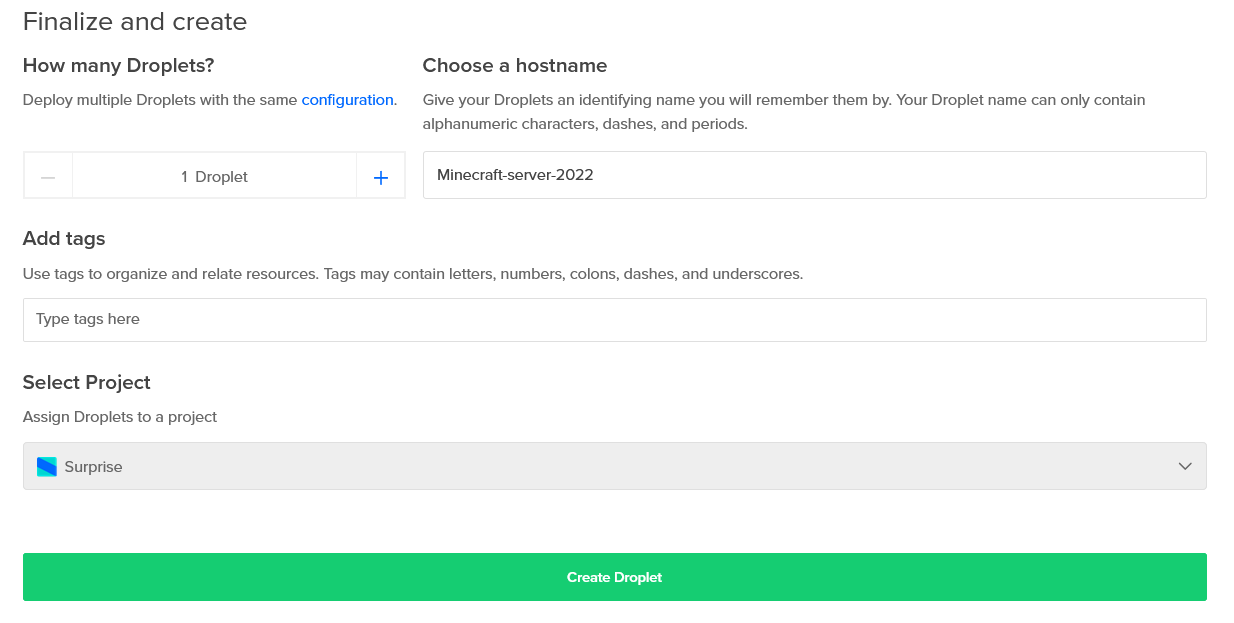 Finalize and create
How many Droplets?
Deploy multiple Droplets with the same configuration.
Choose a hostname
Give your Droplets an identifying name you will remember them by. Your Droplet name can only contain
alphanumeric characters, dashes, and periods.
1 Droplet
Minecraft-server-2022
Add tags
Use tags to organize and relate resources. Tags may contain letters, numbers, colons, dashes, and underscores.
Type tags here
Select Project
Assign Droplets to a project
Surprise
Create Droplet